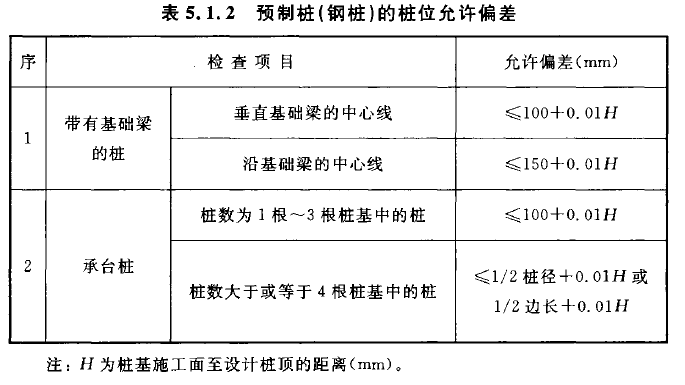 表 5.1.2 预制桩(钢桩)的桩位允许偏差
序 检查项目 允许偏差(mm)
1 带有基础梁的桩 垂直基础梁的中心线 ≤100+0.01H
沿基础梁的中心线 ≤150+0.01H
2 承台桩 桩数为1根～3根桩基中的桩 ≤100+0.01H
桩数大于或等于4根桩基中的桩 ≤1/2桩径+0.01H或
1/2边长+0.01H
注：H为桩基施工面至设计桩顶的距离(mm)。